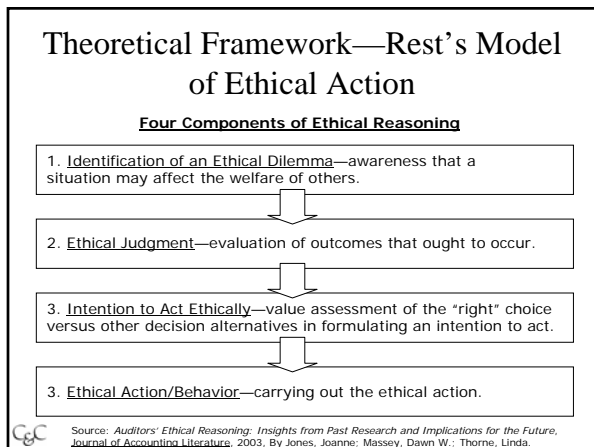 Theoretical Framework—Rest's Model
of Ethical Action
Four Components of Ethical Reasoning
1. Identification of an Ethical Dilemma—awareness that a
situation may affect the welfare of others.
2. Ethical Judgment—evaluation of outcomes that ought to occur.
3. Intention to Act Ethically—value assessment of the "right" choice
versus other decision alternatives in formulating an intention to act.
3. Ethical Action/Behavior—carrying out the ethical action.
C&C
Source: Auditors' Ethical Reasoning: Insights from Past Research and Implications for the Future,
Journal of Accounting Literature, 2003, By Jones, Joanne; Massey, Dawn W.; Thorne, Linda.